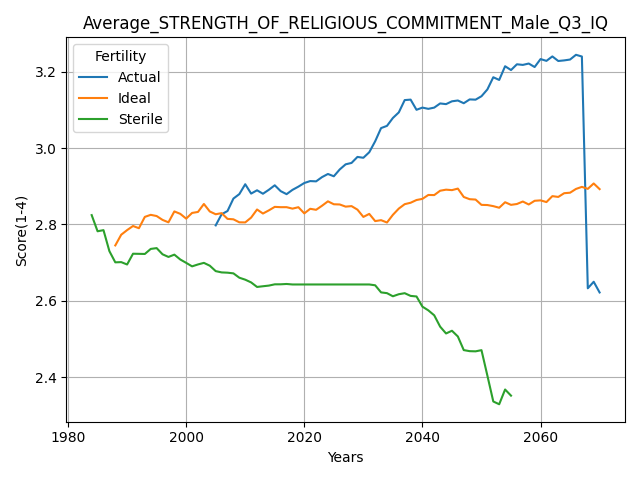 Average_STRENGTH_OF_RELIGIOUS_COMMITMENT_Male_Q3_IQ
Fertility
Actual
Ideal
Sterile
Score(1-4)
3.2
3.0
2.8
2.6
2.4
1980 2000 2020 2040 2060
Years